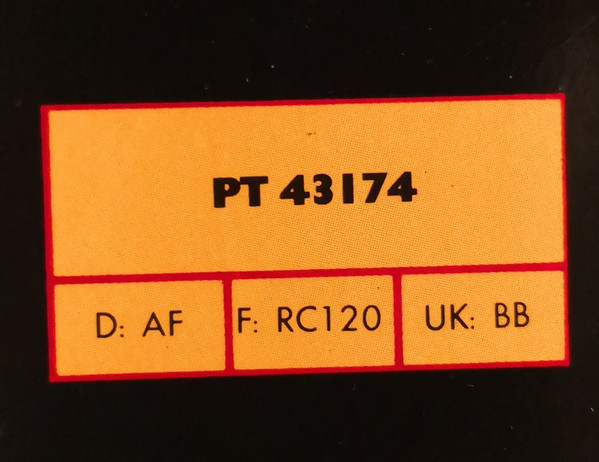 PT 43174
D: AF F: RC120 UK: BB